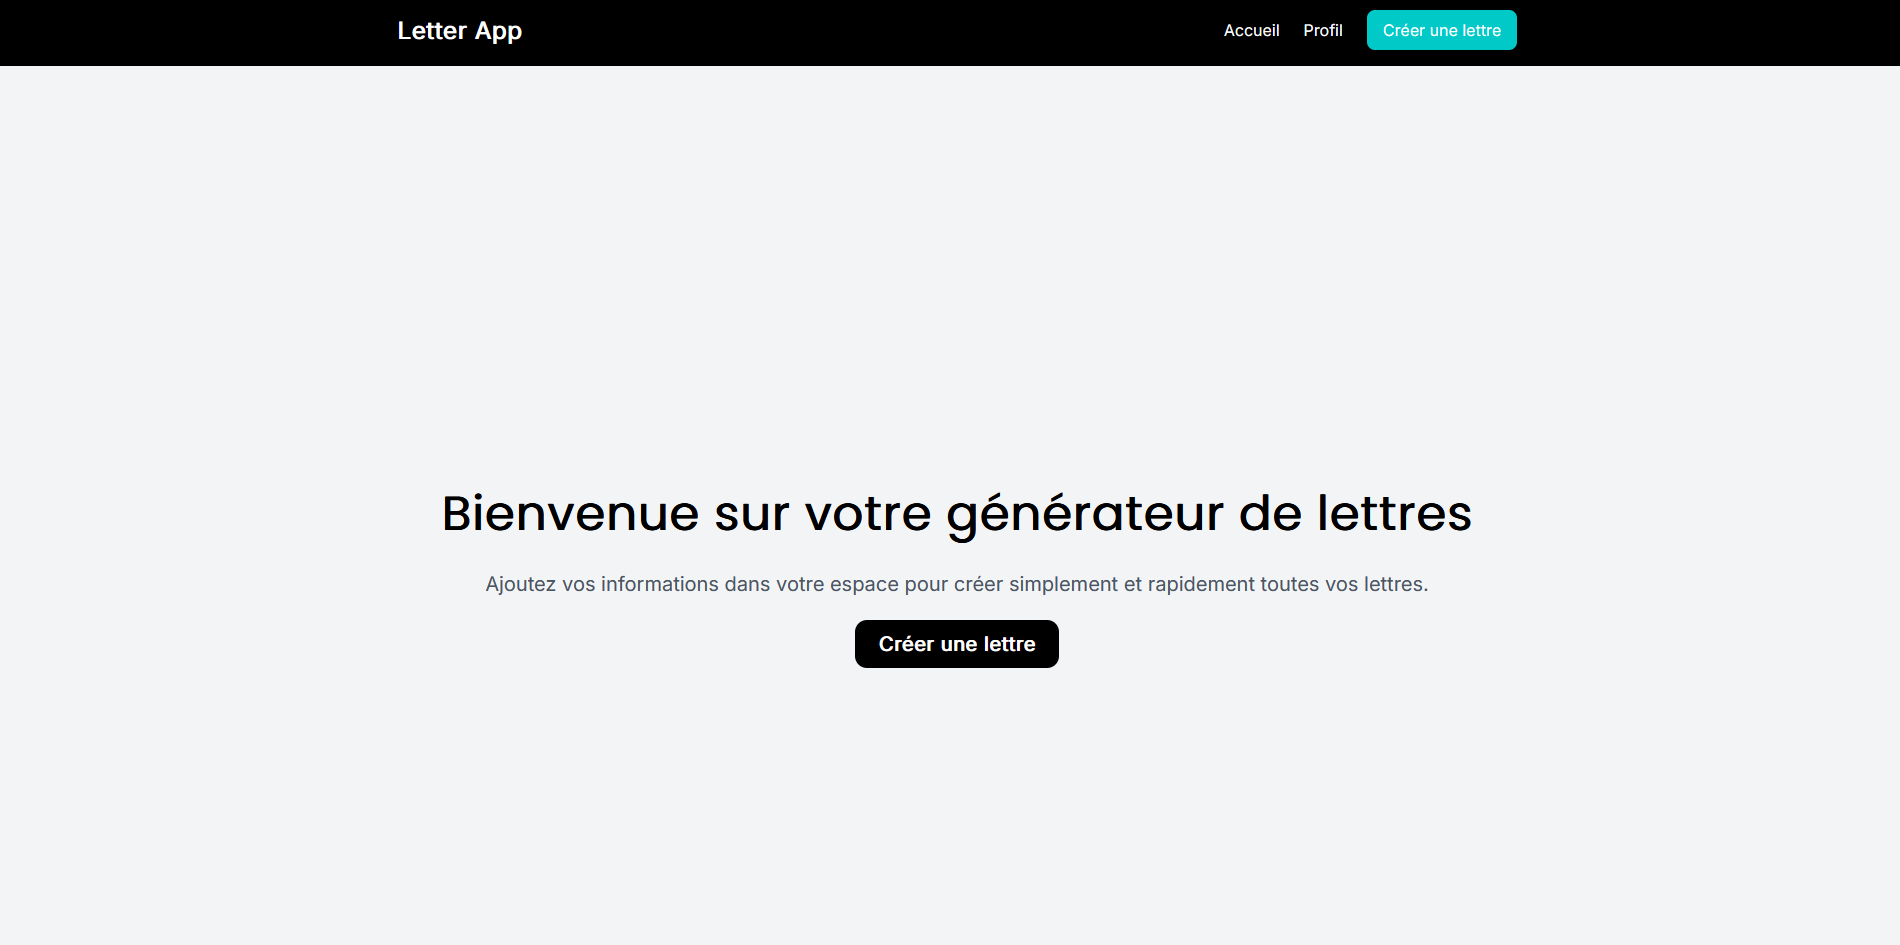 Letter App
Accueil
Profil
Créer une lettre
Bienvenue sur votre générateur de lettres
Ajoutez vos informations dans votre espace pour créer simplement et rapidement toutes vos lettres.
Créer une lettre